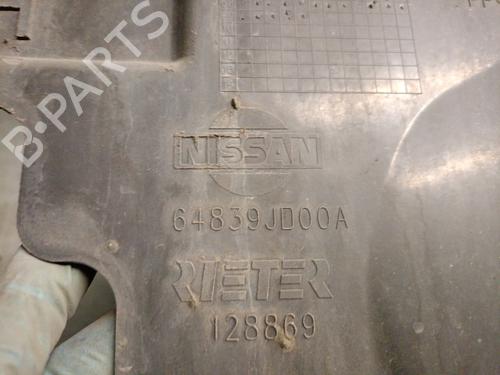 B-PARTS
NISSAN
64839JD00A
RIETER
128869